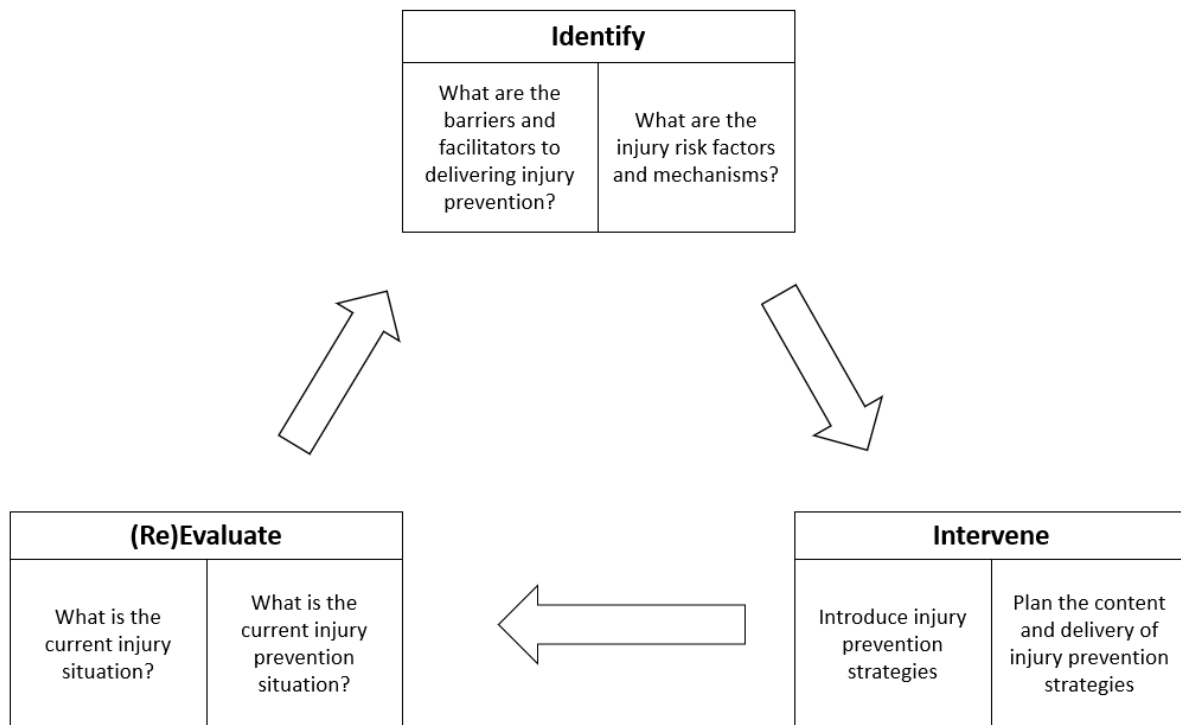 Identify
What are the
barriers and
facilitators to
delivering injury
prevention?
What are the
injury risk factors
and mechanisms?
(Re)Evaluate
What is the
current injury
situation?
What is the
current injury
prevention
situation?
Intervene
Introduce injury
prevention
strategies
Plan the content
and delivery of
injury prevention
strategies